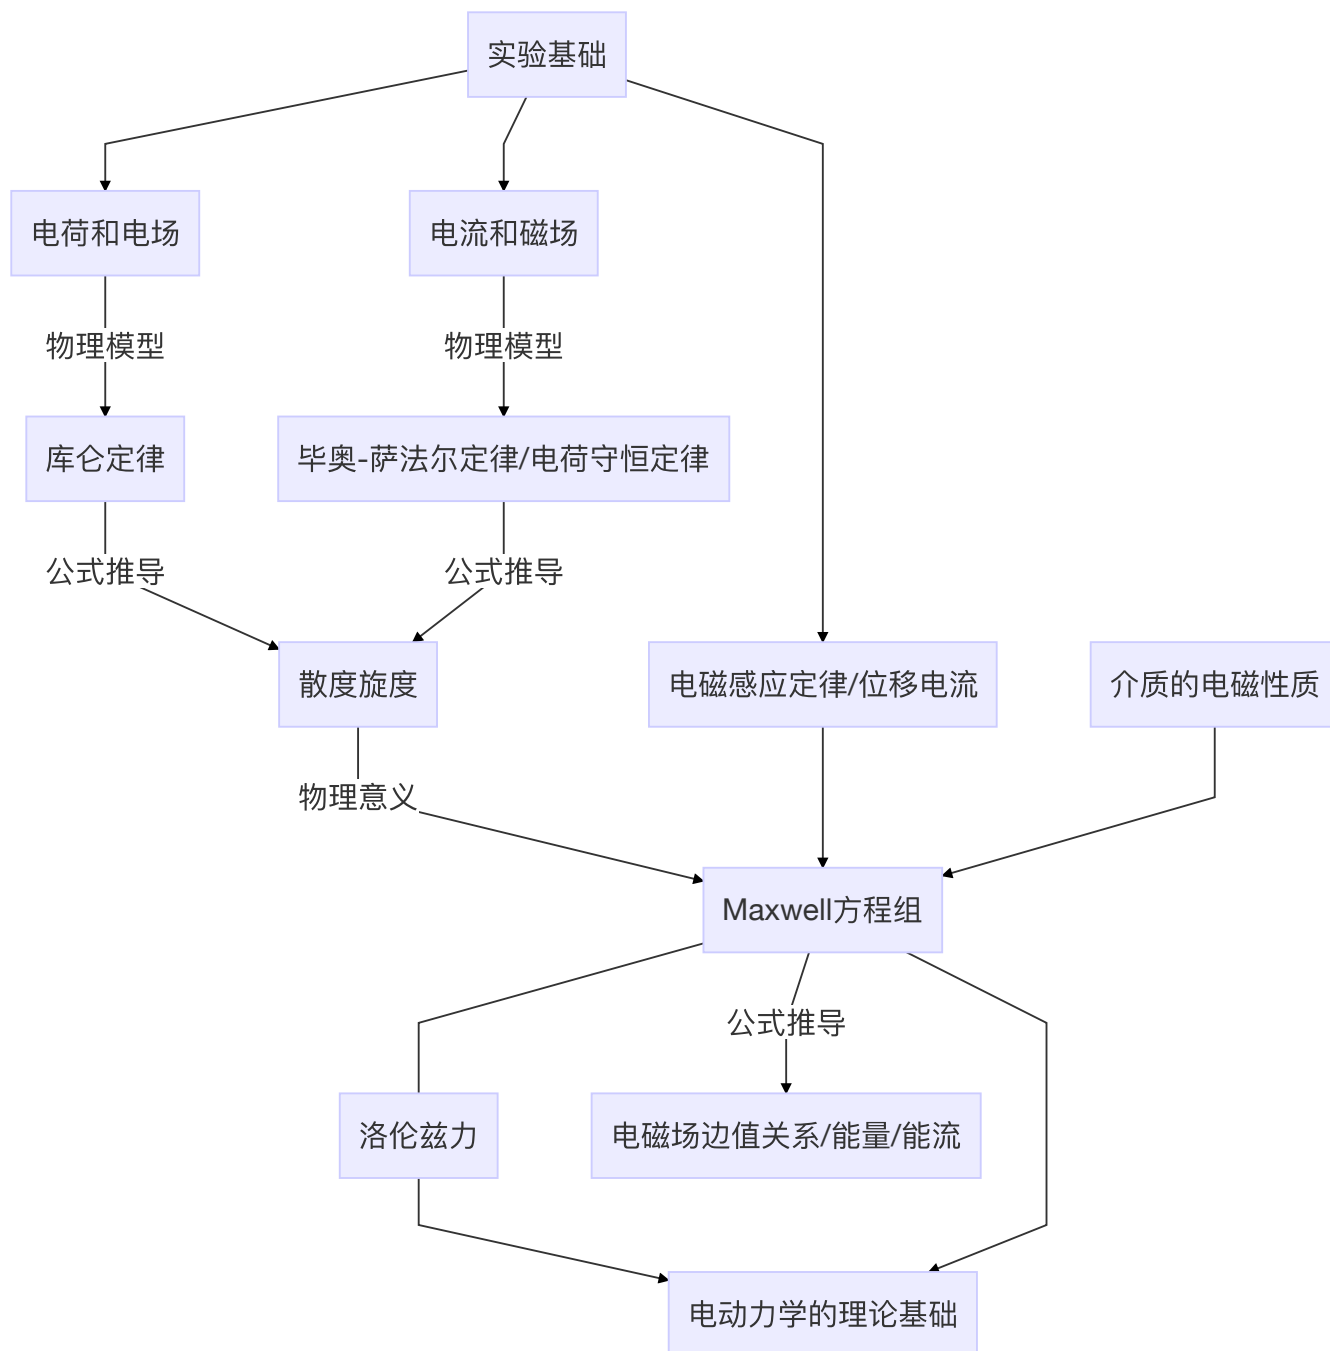 实验基础
电荷和电场
电流和磁场
物理模型
物理模型
库仑定律
毕奥-萨法尔定律/电荷守恒定律
公式推导
公式推导
散度旋度
电磁感应定律/位移电流
介质的电磁性质
物理意义
Maxwell方程组
公式推导
洛伦兹力
电磁场边值关系/能量/能流
电动力学的理论基础